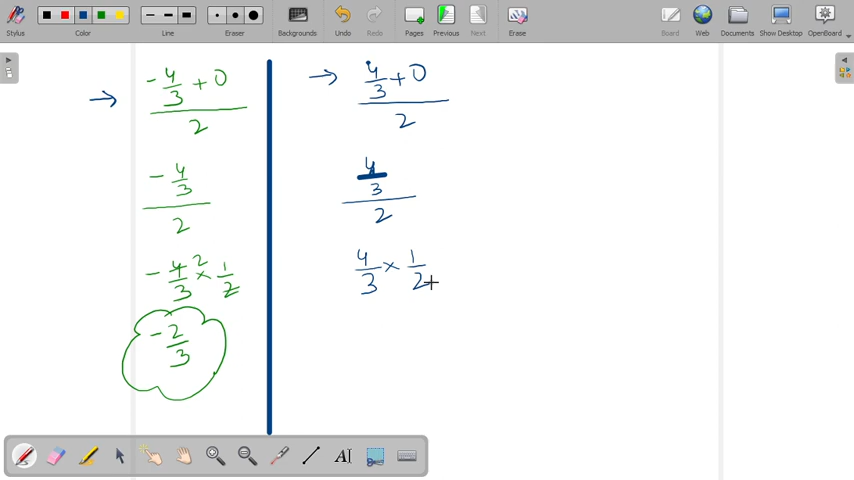 Stylus
Color
Line
Eraser
Backgrounds
Undo
Redo
Pages
Previous
Next
Erase
Board
Web
Documents
Show Desktop
OpenBoard
→ (-4/3 + 0)/2
(-4/3)/2
-4/3 2 × 1/2
-2/3
→ (4/3 + 0)/2
(4/3)/2
4/3 × 1/2